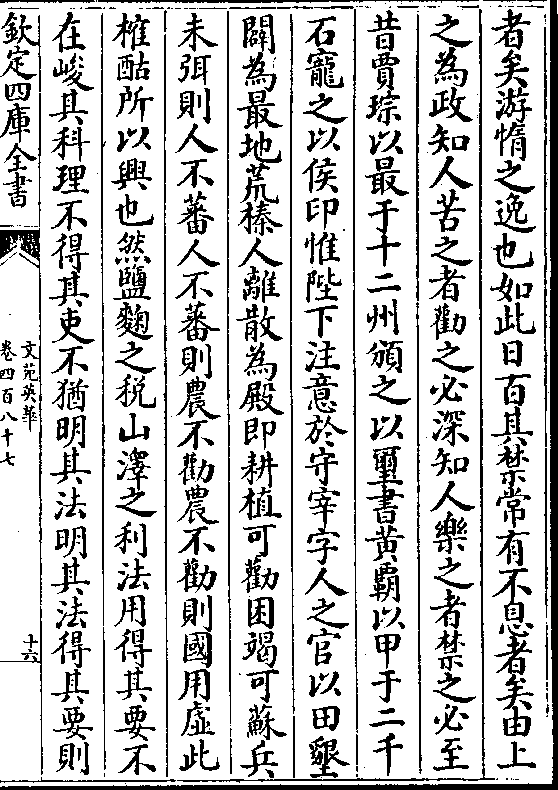 者矣游惰之逸也如此日百其禁常有不息者矣由上
之為政知人苦之者勸之必深知人樂之者禁之必至
昔賈琮以最于十二州頒之以璽書黃霸以甲于二千
石寵之以侯印惟陛下注意於守宰字人之官以田墾
闢為最地荒榛人離散為殿即耕植可勸困竭可蘇兵
未弭則人不蕃人不蕃則農不勸農不勸則國用虛此
榷酤所以興也然鹽麴之税山澤之利法用得其要不
在峻其科理不得其吏不猶明其法明其法得其要則
欽定四庫全書
文苑英華
卷四百八十七
十六